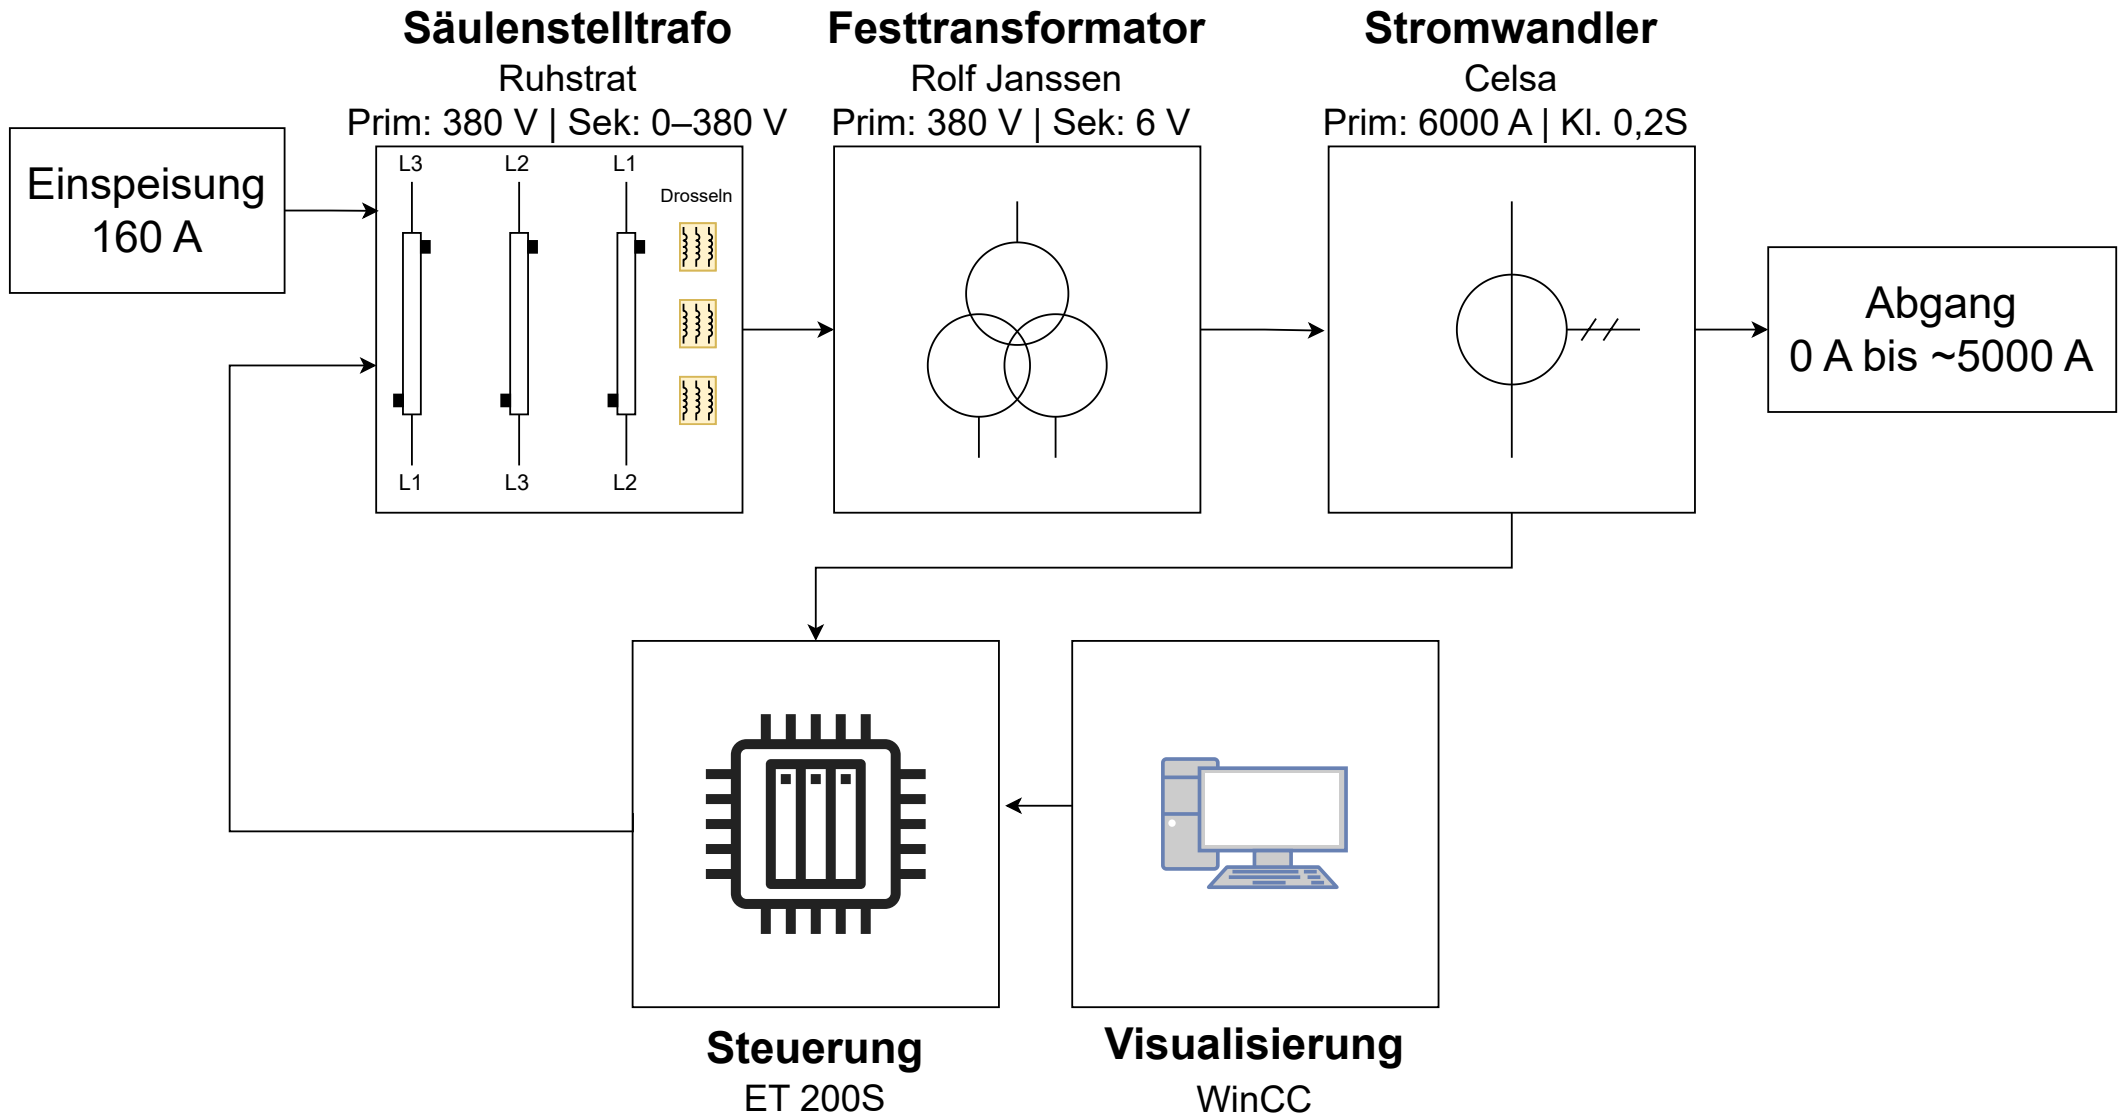 Säulenstelltrafo
Ruhstrat
Prim: 380 V | Sek: 0–380 V
Festtransformator
Rolf Janssen
Prim: 380 V | Sek: 6 V
Stromwandler
Celsa
Prim: 6000 A | Kl. 0,2S
Einspeisung
160 A
L3 L2 L1
Drosseln
L1 L3 L2
Abgang
0 A bis ~5000 A
Steuerung
ET 200S
Visualisierung
WinCC